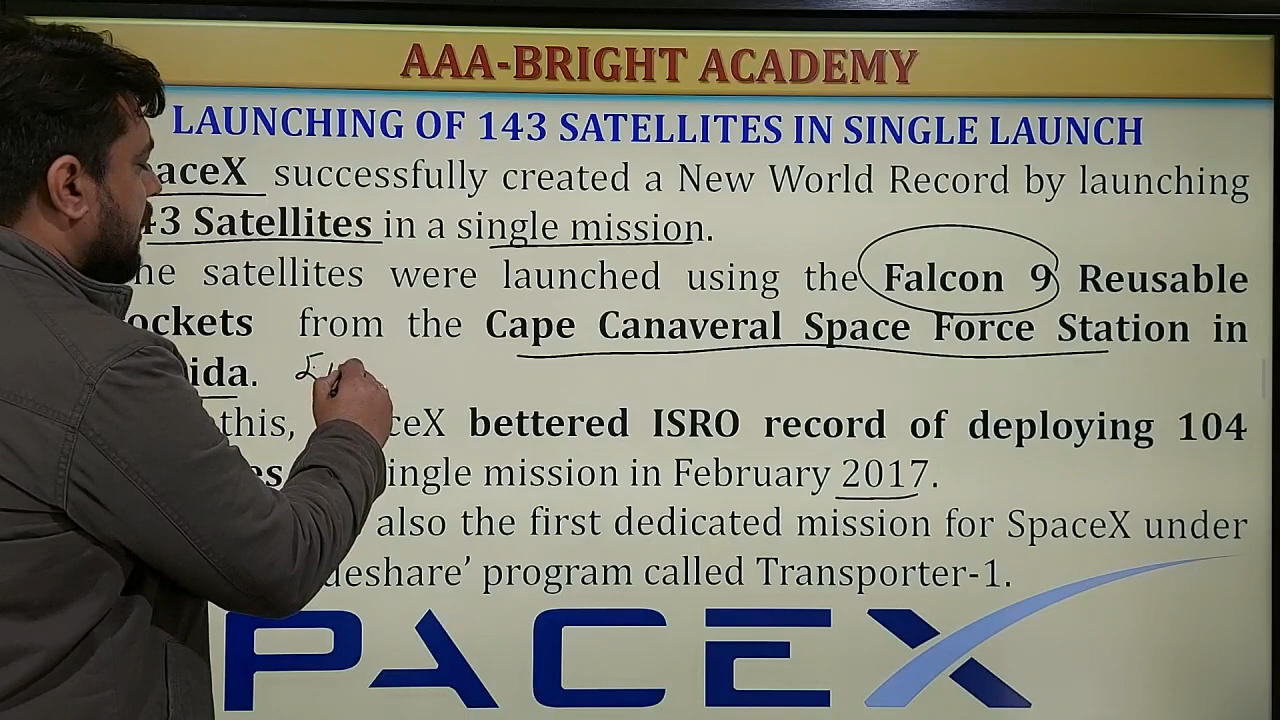 AAA-BRIGHT ACADEMY
LAUNCHING OF 143 SATELLITES IN SINGLE LAUNCH
aceX successfully created a New World Record by launching
43 Satellites in a single mission.
he satellites were launched using the Falcon 9 Reusable
ockets from the Cape Canaveral Space Force Station in
ida.
this, ceX bettered ISRO record of deploying 104
es ingle mission in February 2017.
also the first dedicated mission for SpaceX under
deshare' program called Transporter-1.
PACEX